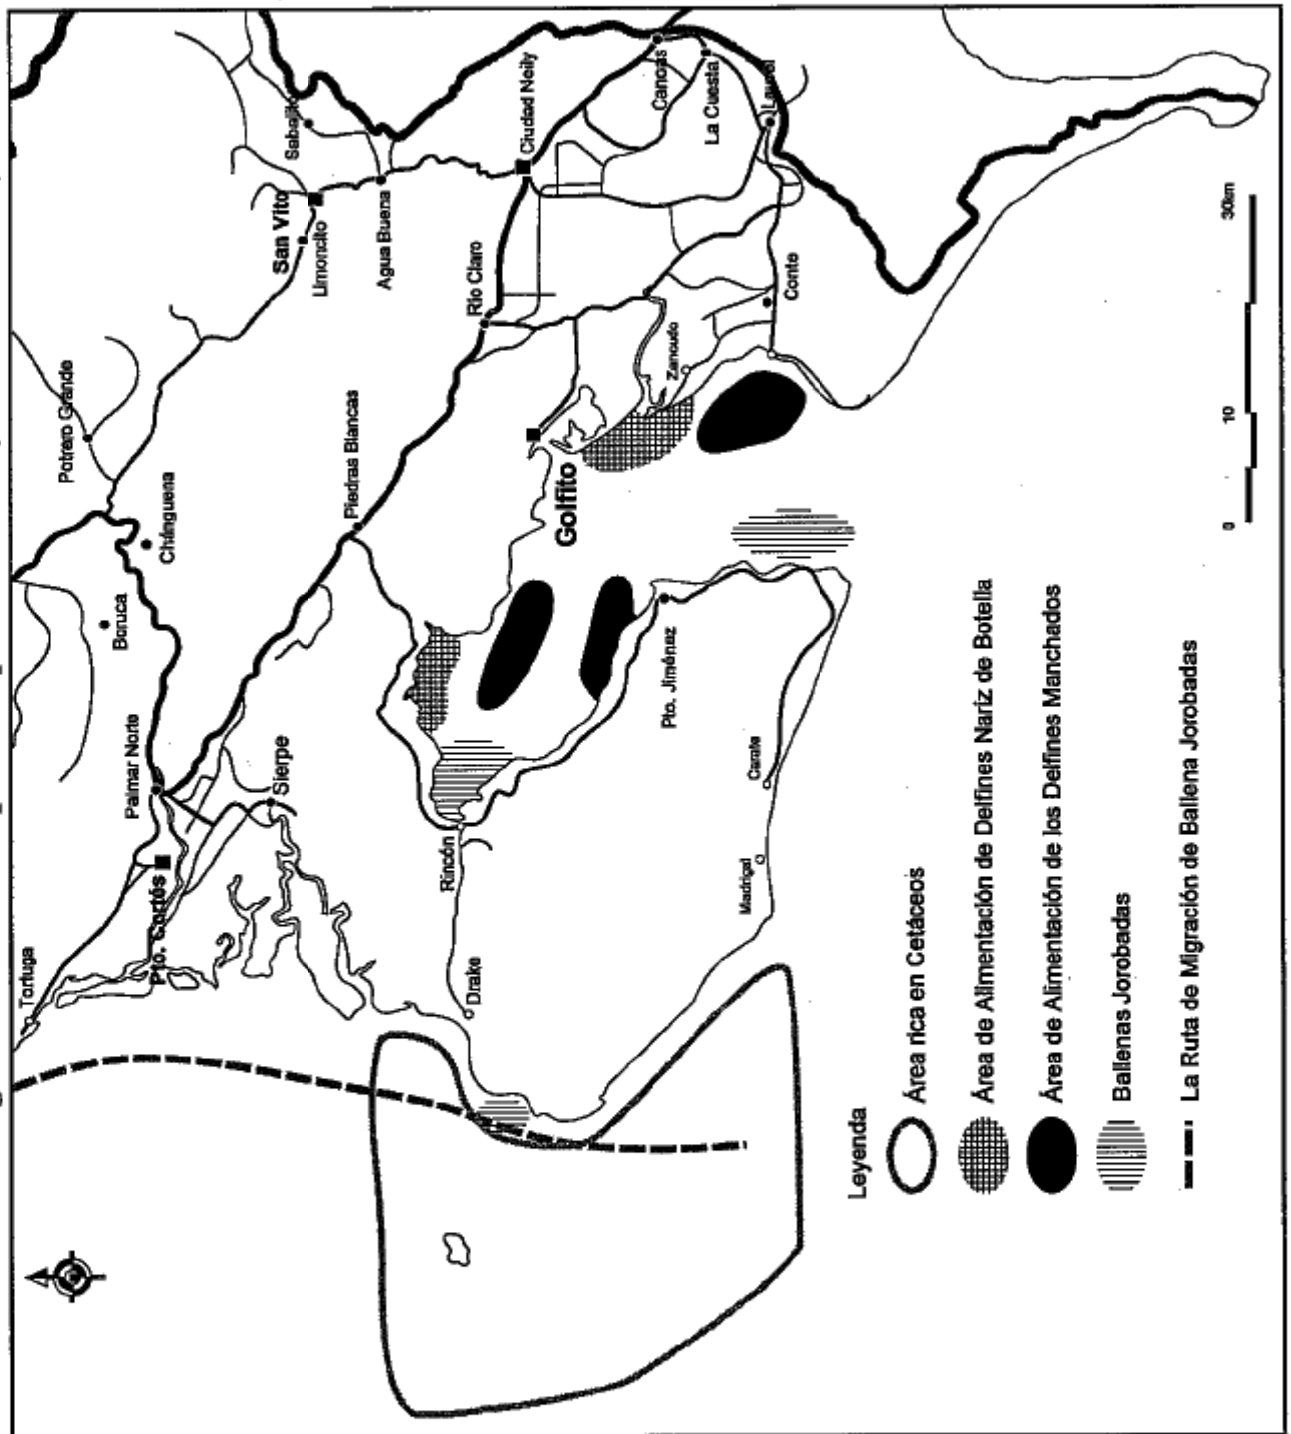 Tortuga
Pto. Cortés
Palmar Norte
Sierpe
Boruca
Chánguena
Potrero Grande
Piedras Blancas
San Vito
Limoncito
Sabalito
Agua Buena
Río Claro
Ciudad Neily
Canoas
La Cuesta
Laurel
Conte
Zancudo
Golfito
Rincón
Drake
Pto. Jiménez
Carate
Madrigal
0
10
30km
Leyenda
Área rica en Cetáceos
Área de Alimentación de Delfines Nariz de Botella
Área de Alimentación de los Delfines Manchados
Ballenas Jorobadas
La Ruta de Migración de Ballena Jorobadas